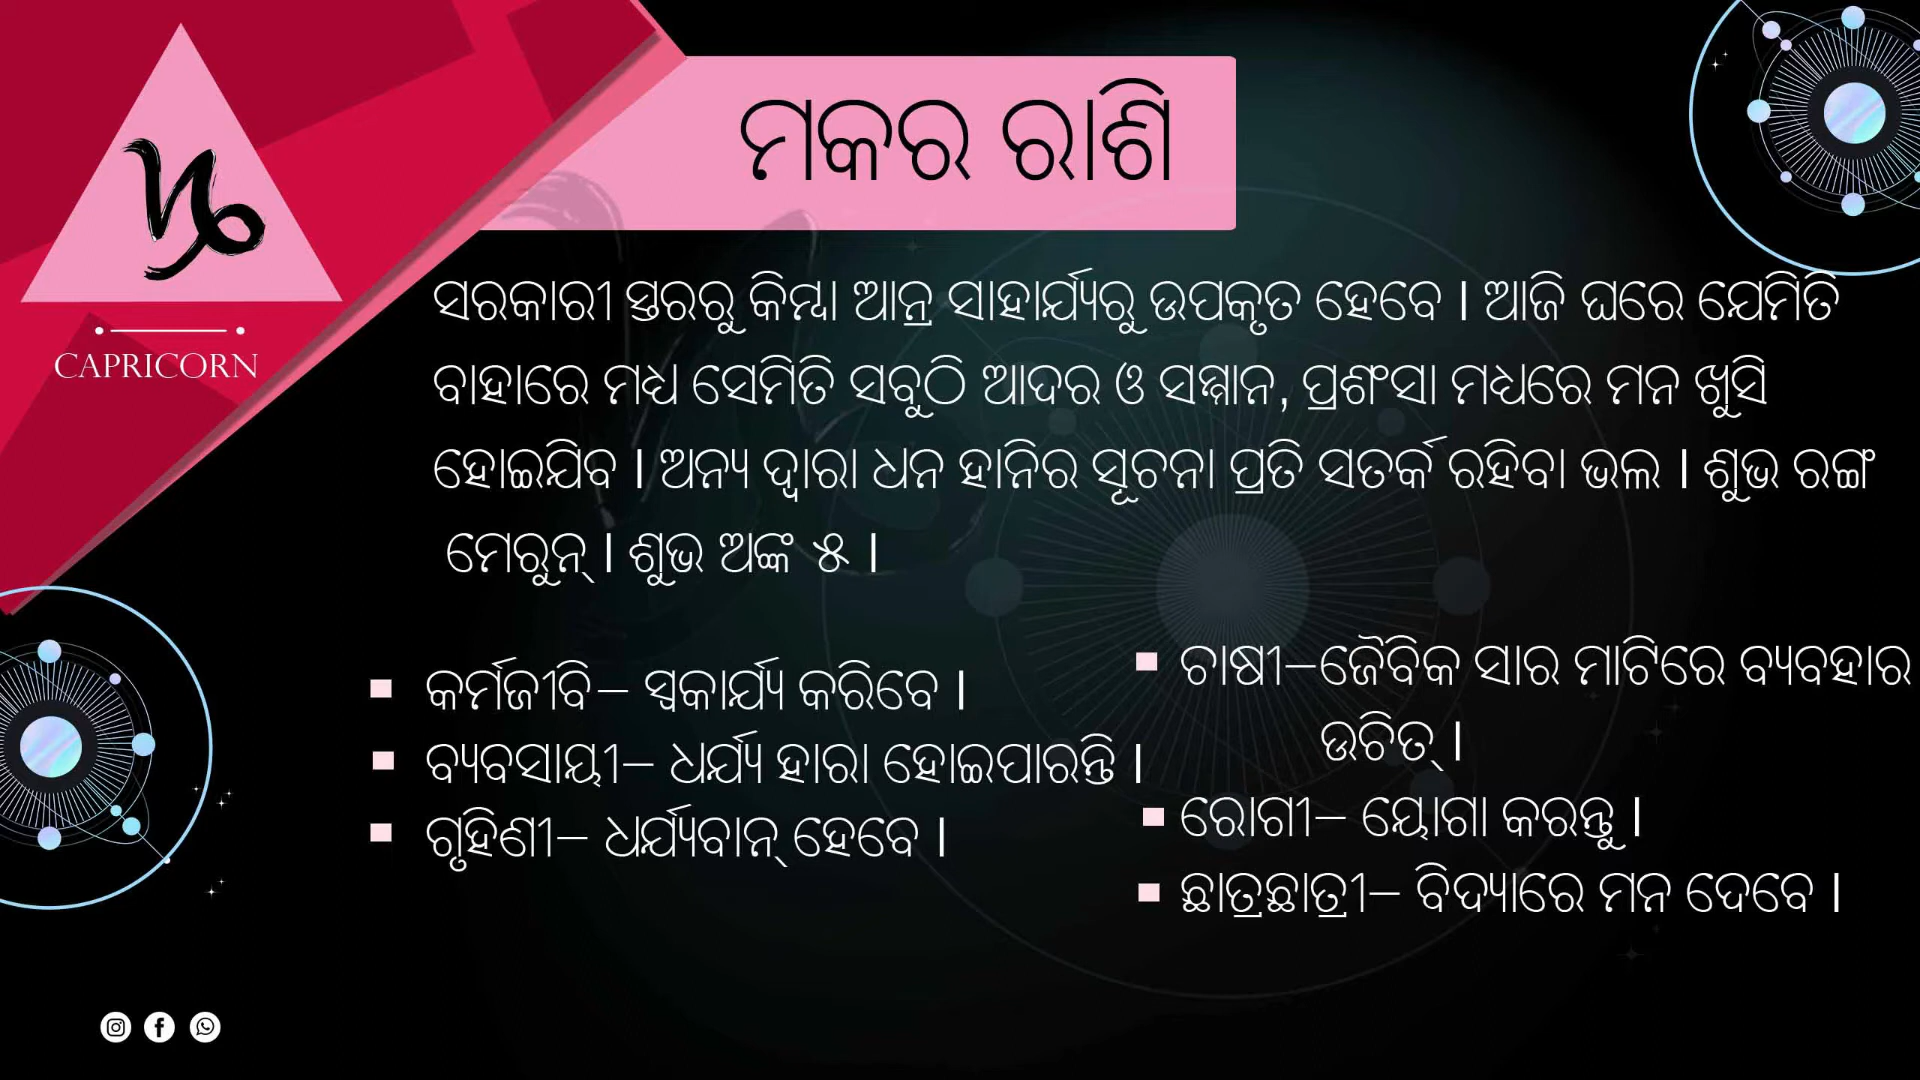 ମକର ରାଶି
CAPRICORN
ସରକାରୀ ସ୍ତରରୁ କିମ୍ବା ଆନ୍ର ସାହାର୍ଯ୍ୟରୁ ଉପକୃତ ହେବେ । ଆଜି ଘରେ ଯେମିତି
ବାହାରେ ମଧ୍ୟ ସେମିତି ସବୁଠି ଆଦର ଓ ସମ୍ମାନ, ପ୍ରଶଂସା ମଧ୍ୟରେ ମନ ଖୁସି
ହୋଇଯିବ । ଅନ୍ୟ ଦ୍ୱାରା ଧନ ହାନିର ସୂଚନା ପ୍ରତି ସତର୍କ ରହିବା ଭଲ । ଶୁଭ ରଙ୍ଗ
ମେରୁନ୍ । ଶୁଭ ଅଙ୍କ ୫ ।
କର୍ମଜୀବି– ସ୍ୱକାର୍ଯ୍ୟ କରିବେ ।
ବ୍ୟବସାୟୀ– ଧର୍ଯ୍ୟ ହାରା ହୋଇପାରନ୍ତି ।
ଗୃହିଣୀ– ଧର୍ଯ୍ୟବାନ୍ ହେବେ ।
ଚାଷୀ–ଜୈବିକ ସାର ମାଟିରେ ବ୍ୟବହାର
ଉଚିତ୍ ।
ରୋଗୀ– ୟୋଗା କରନ୍ତୁ ।
ଛାତ୍ରଛାତ୍ରୀ– ବିଦ୍ୟାରେ ମନ ଦେବେ ।